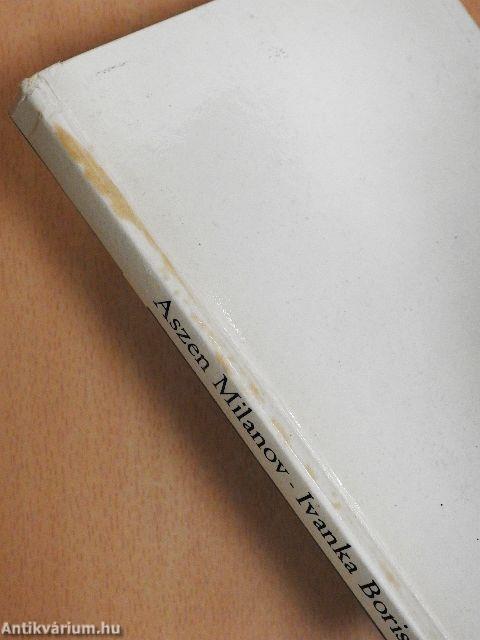 Aszen Milanov - Ivanka Boris
Antikvárium.hu